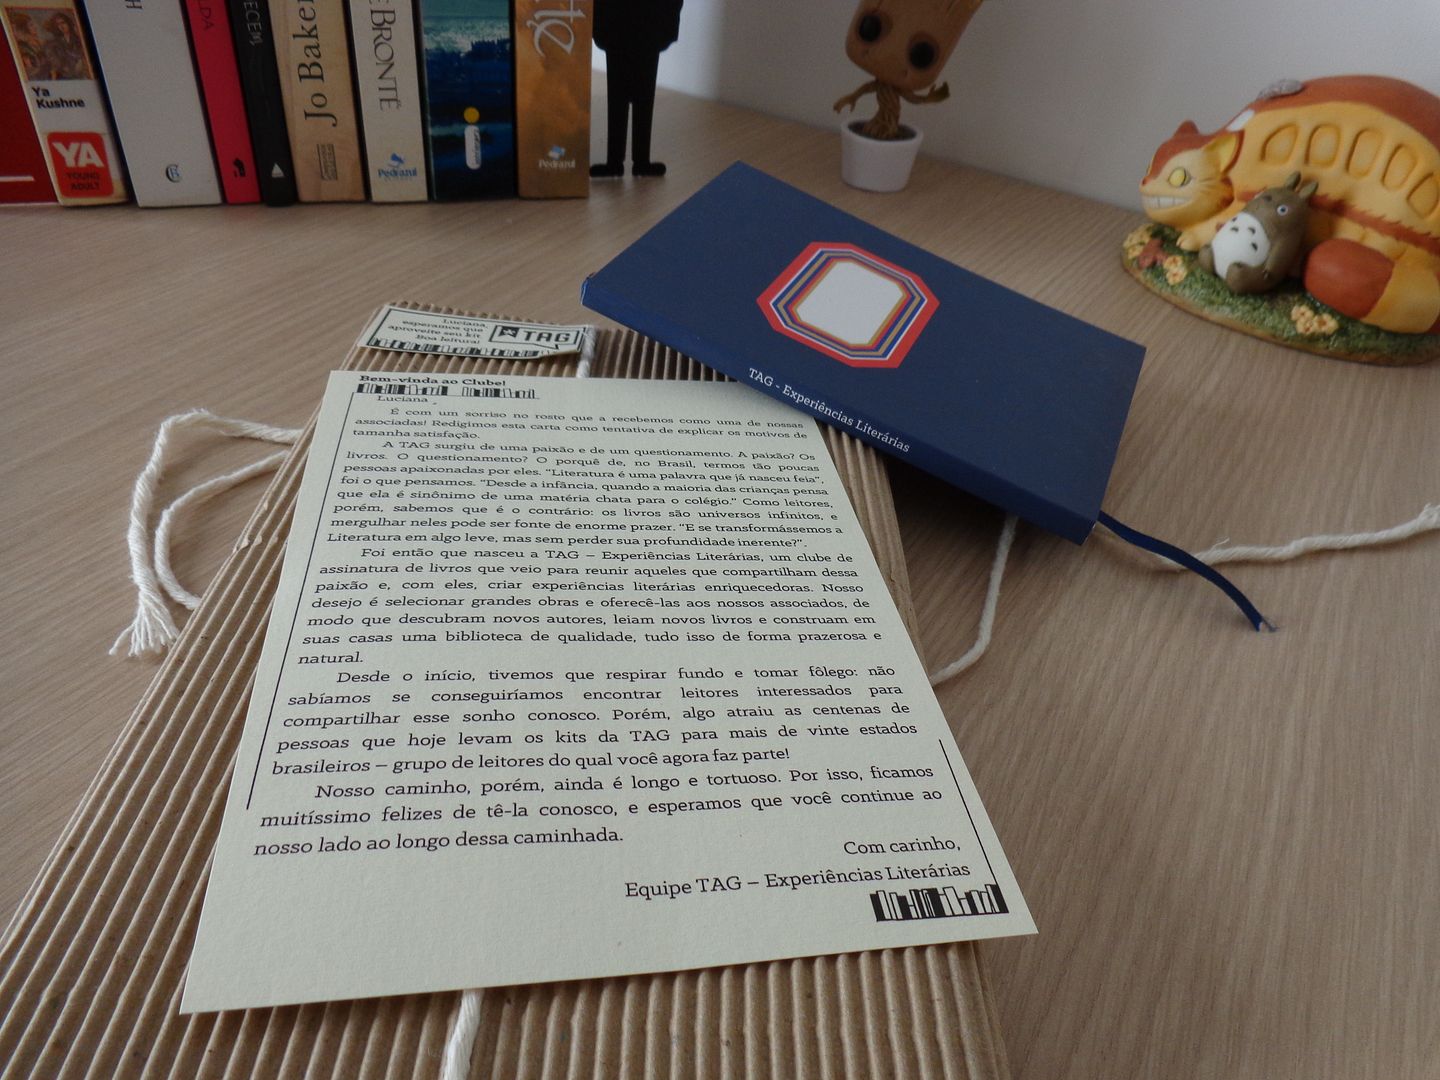 Ya
Kushne
YA
YOUNG
ADULT
Jo Baker
E BRONTË
Pedrazul
Pedrazul
Luciana,
esperamos que
aproveite seu kit
Boa leitura!
TAG
TAG - Experiências Literárias
Bem-vinda ao Clube!
Luciana ,
É com um sorriso no rosto que a recebemos como uma de nossas
associadas! Redigimos esta carta como tentativa de explicar os motivos de
tamanha satisfação.
A TAG surgiu de uma paixão e de um questionamento. A paixão? Os
livros. O questionamento? O porquê de, no Brasil, termos tão poucas
pessoas apaixonadas por eles. “Literatura é uma palavra que já nasceu feia”,
foi o que pensamos. “Desde a infância, quando a maioria das crianças pensa
que ela é sinônimo de uma matéria chata para o colégio.” Como leitores,
porém, sabemos que é o contrário: os livros são universos infinitos, e
mergulhar neles pode ser fonte de enorme prazer. “E se transformássemos a
Literatura em algo leve, mas sem perder sua profundidade inerente?”.
Foi então que nasceu a TAG – Experiências Literárias, um clube de
assinatura de livros que veio para reunir aqueles que compartilham dessa
paixão e, com eles, criar experiências literárias enriquecedoras. Nosso
desejo é selecionar grandes obras e oferecê-las aos nossos associados, de
modo que descubram novos autores, leiam novos livros e construam em
suas casas uma biblioteca de qualidade, tudo isso de forma prazerosa e
natural.
Desde o início, tivemos que respirar fundo e tomar fôlego: não
sabíamos se conseguiríamos encontrar leitores interessados para
compartilhar esse sonho conosco. Porém, algo atraiu as centenas de
pessoas que hoje levam os kits da TAG para mais de vinte estados
brasileiros – grupo de leitores do qual você agora faz parte!
Nosso caminho, porém, ainda é longo e tortuoso. Por isso, ficamos
muitíssimo felizes de tê-la conosco, e esperamos que você continue ao
nosso lado ao longo dessa caminhada.
Com carinho,
Equipe TAG – Experiências Literárias